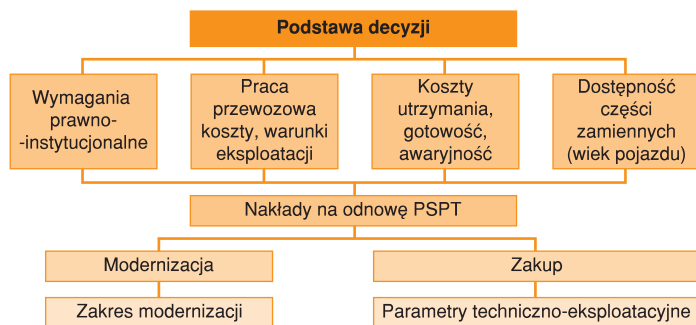 Podstawa decyzji
Wymagania
prawno-
-instytucjonalne
Praca
przewozowa
koszty, warunki
eksploatacji
Koszty
utrzymania,
gotowość,
awaryjność
Dostępność
części
zamiennych
(wiek pojazdu)
Nakłady na odnowę PSPT
Modernizacja
Zakup
Zakres modernizacji
Parametry techniczno-eksploatacyjne